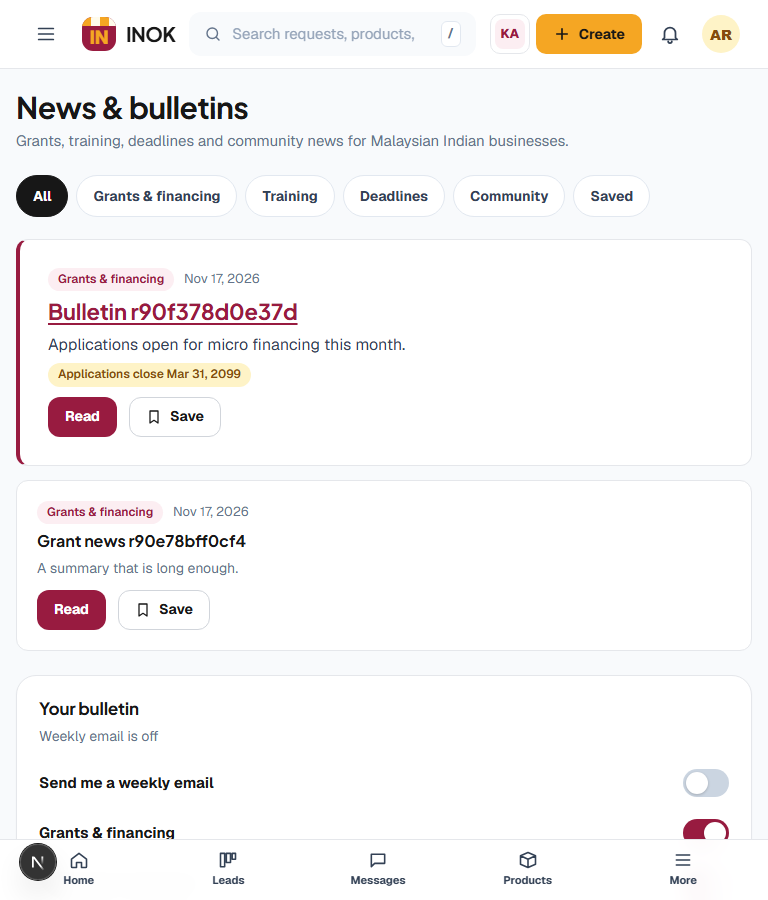 IN INOK Search requests, products, / KA + Create AR
News & bulletins
Grants, training, deadlines and community news for Malaysian Indian businesses.
All Grants & financing Training Deadlines Community Saved
Grants & financing Nov 17, 2026
Bulletin r90f378d0e37d
Applications open for micro financing this month.
Applications close Mar 31, 2099
Read Save
Grants & financing Nov 17, 2026
Grant news r90e78bff0cf4
A summary that is long enough.
Read Save
Your bulletin
Weekly email is off
Send me a weekly email
Grants & financing
N Home Leads Messages Products More